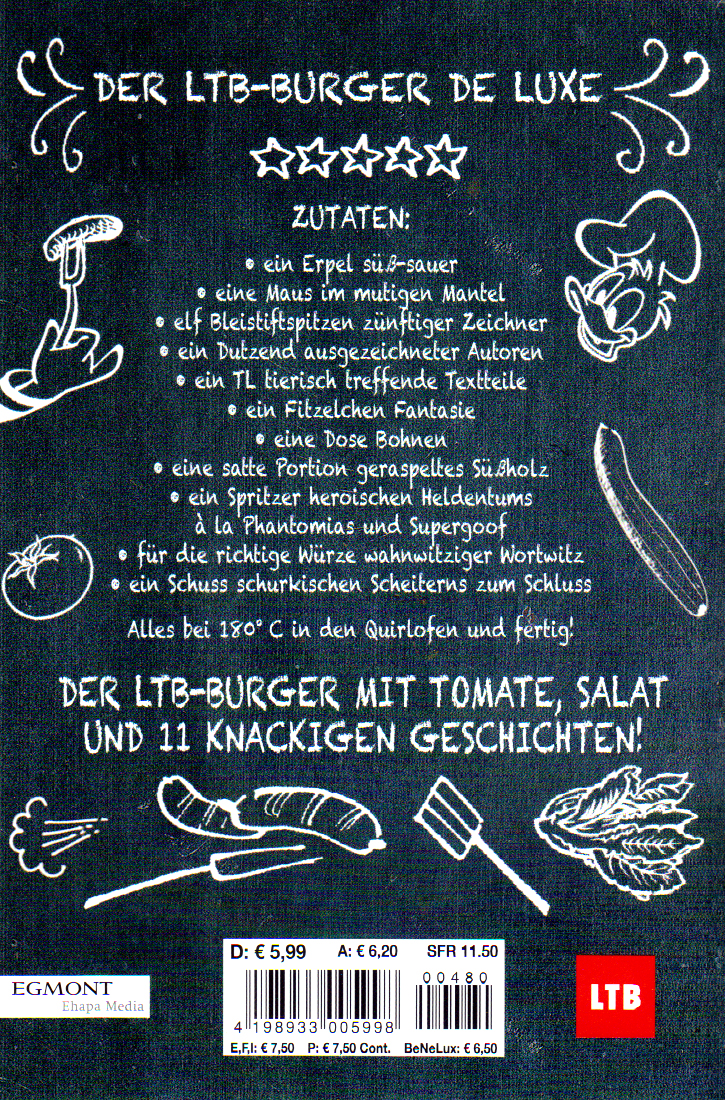 DER LTB-BURGER DE LUXE
ZUTATEN:
• ein Erpel süß-sauer
• eine Maus im mutigen Mantel
• elf Bleistiftspitzen zünftiger Zeichner
• ein Dutzend ausgezeichneter Autoren
• ein TL tierisch treffende Textteile
• ein Fitzelchen Fantasie
• eine Dose Bohnen
• eine satte Portion geraspeltes Süßholz
• ein Spritzer heroischen Heldentums
à la Phantomias und Supergoof
• für die richtige Würze wahnwitziger Wortwitz
• ein Schuss schurkischen Scheiterns zum Schluss
Alles bei 180° C in den Quirlofen und fertig!
DER LTB-BURGER MIT TOMATE, SALAT
UND 11 KNACKIGEN GESCHICHTEN!
D: € 5,99 A: € 6,20 SFR 11.50
00480
EGMONT
Ehapa Media
LTB
4 198933 005998
E,F,I: € 7,50 P: € 7,50 Cont. BeNeLux: € 6,50